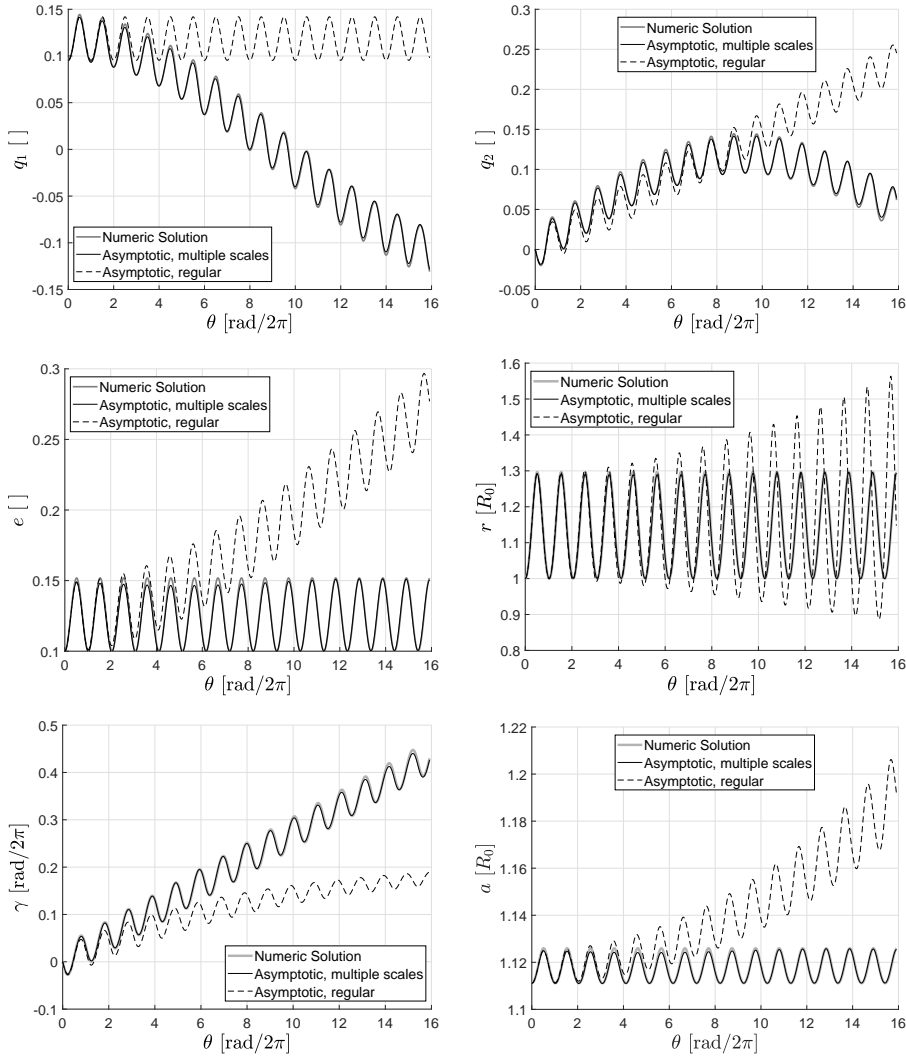 0.15
0.1
0.05
0
-0.05
-0.1
-0.15
q1 [ ]
Numeric Solution
Asymptotic, multiple scales
Asymptotic, regular
0 2 4 6 8 10 12 14 16
θ [rad/2π]
0.3
0.25
0.2
0.15
0.1
0.05
0
-0.05
q2 [ ]
Numeric Solution
Asymptotic, multiple scales
Asymptotic, regular
0 2 4 6 8 10 12 14 16
θ [rad/2π]
0.3
0.25
0.2
0.15
0.1
e [ ]
Numeric Solution
Asymptotic, multiple scales
Asymptotic, regular
0 2 4 6 8 10 12 14 16
θ [rad/2π]
1.6
1.5
1.4
1.3
1.2
1.1
1
0.9
0.8
r [R0]
Numeric Solution
Asymptotic, multiple scales
Asymptotic, regular
0 2 4 6 8 10 12 14 16
θ [rad/2π]
0.5
0.4
0.3
0.2
0.1
0
-0.1
γ [rad/2π]
Numeric Solution
Asymptotic, multiple scales
Asymptotic, regular
0 2 4 6 8 10 12 14 16
θ [rad/2π]
1.22
1.2
1.18
1.16
1.14
1.12
1.1
a [R0]
Numeric Solution
Asymptotic, multiple scales
Asymptotic, regular
0 2 4 6 8 10 12 14 16
θ [rad/2π]